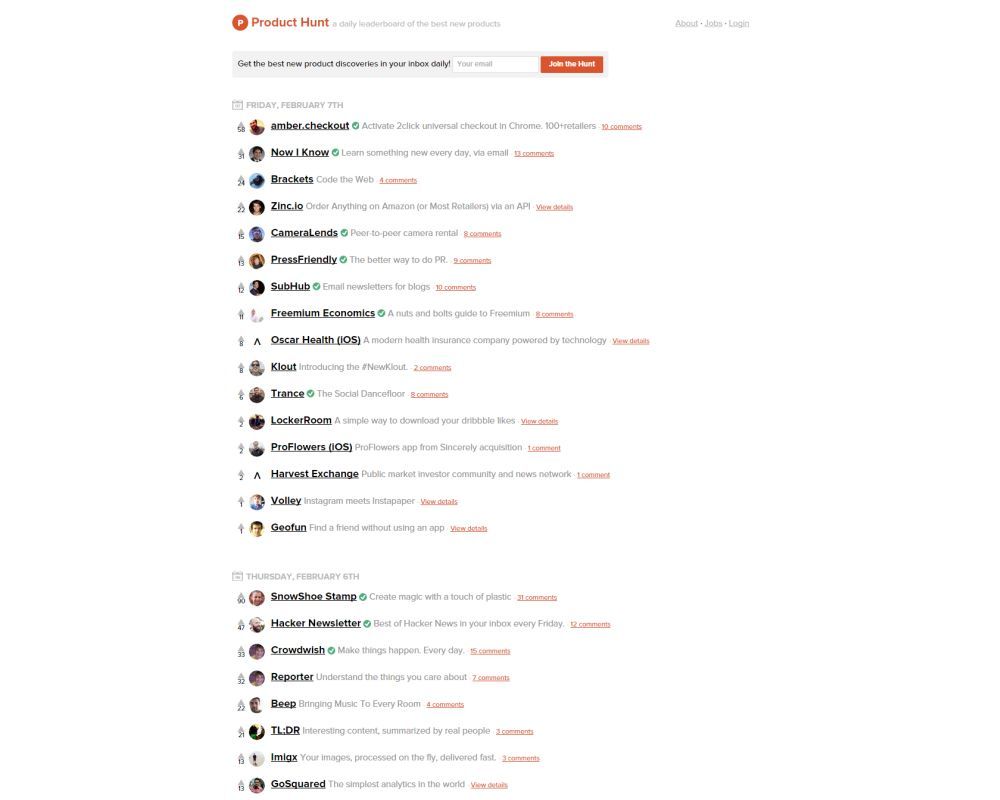 P Product Hunt a daily leaderboard of the best new products About · Jobs · Login
Get the best new product discoveries in your inbox daily! Your email Join the Hunt
FRIDAY, FEBRUARY 7TH
58 amber.checkout Activate 2click universal checkout in Chrome. 100+retailers · 10 comments
31 Now I Know Learn something new every day, via email · 13 comments
24 Brackets Code the Web · 4 comments
22 Zinc.io Order Anything on Amazon (or Most Retailers) via an API · View details
15 CameraLends Peer-to-peer camera rental · 8 comments
13 PressFriendly The better way to do PR. · 9 comments
12 SubHub Email newsletters for blogs · 10 comments
11 Freemium Economics A nuts and bolts guide to Freemium · 8 comments
8 Oscar Health (iOS) A modern health insurance company powered by technology · View details
8 Klout Introducing the #NewKlout. · 2 comments
6 Trance The Social Dancefloor · 8 comments
2 LockerRoom A simple way to download your dribbble likes · View details
2 ProFlowers (iOS) ProFlowers app from Sincerely acquisition · 1 comment
2 Harvest Exchange Public market investor community and news network · 1 comment
1 Volley Instagram meets Instapaper · View details
1 Geofun Find a friend without using an app · View details
THURSDAY, FEBRUARY 6TH
90 SnowShoe Stamp Create magic with a touch of plastic · 31 comments
47 Hacker Newsletter Best of Hacker News in your inbox every Friday. · 12 comments
33 Crowdwish Make things happen. Every day. · 15 comments
32 Reporter Understand the things you care about · 7 comments
22 Beep Bringing Music To Every Room · 4 comments
21 TL;DR Interesting content, summarized by real people · 3 comments
13 Imigx Your images, processed on the fly, delivered fast. · 3 comments
13 GoSquared The simplest analytics in the world · View details